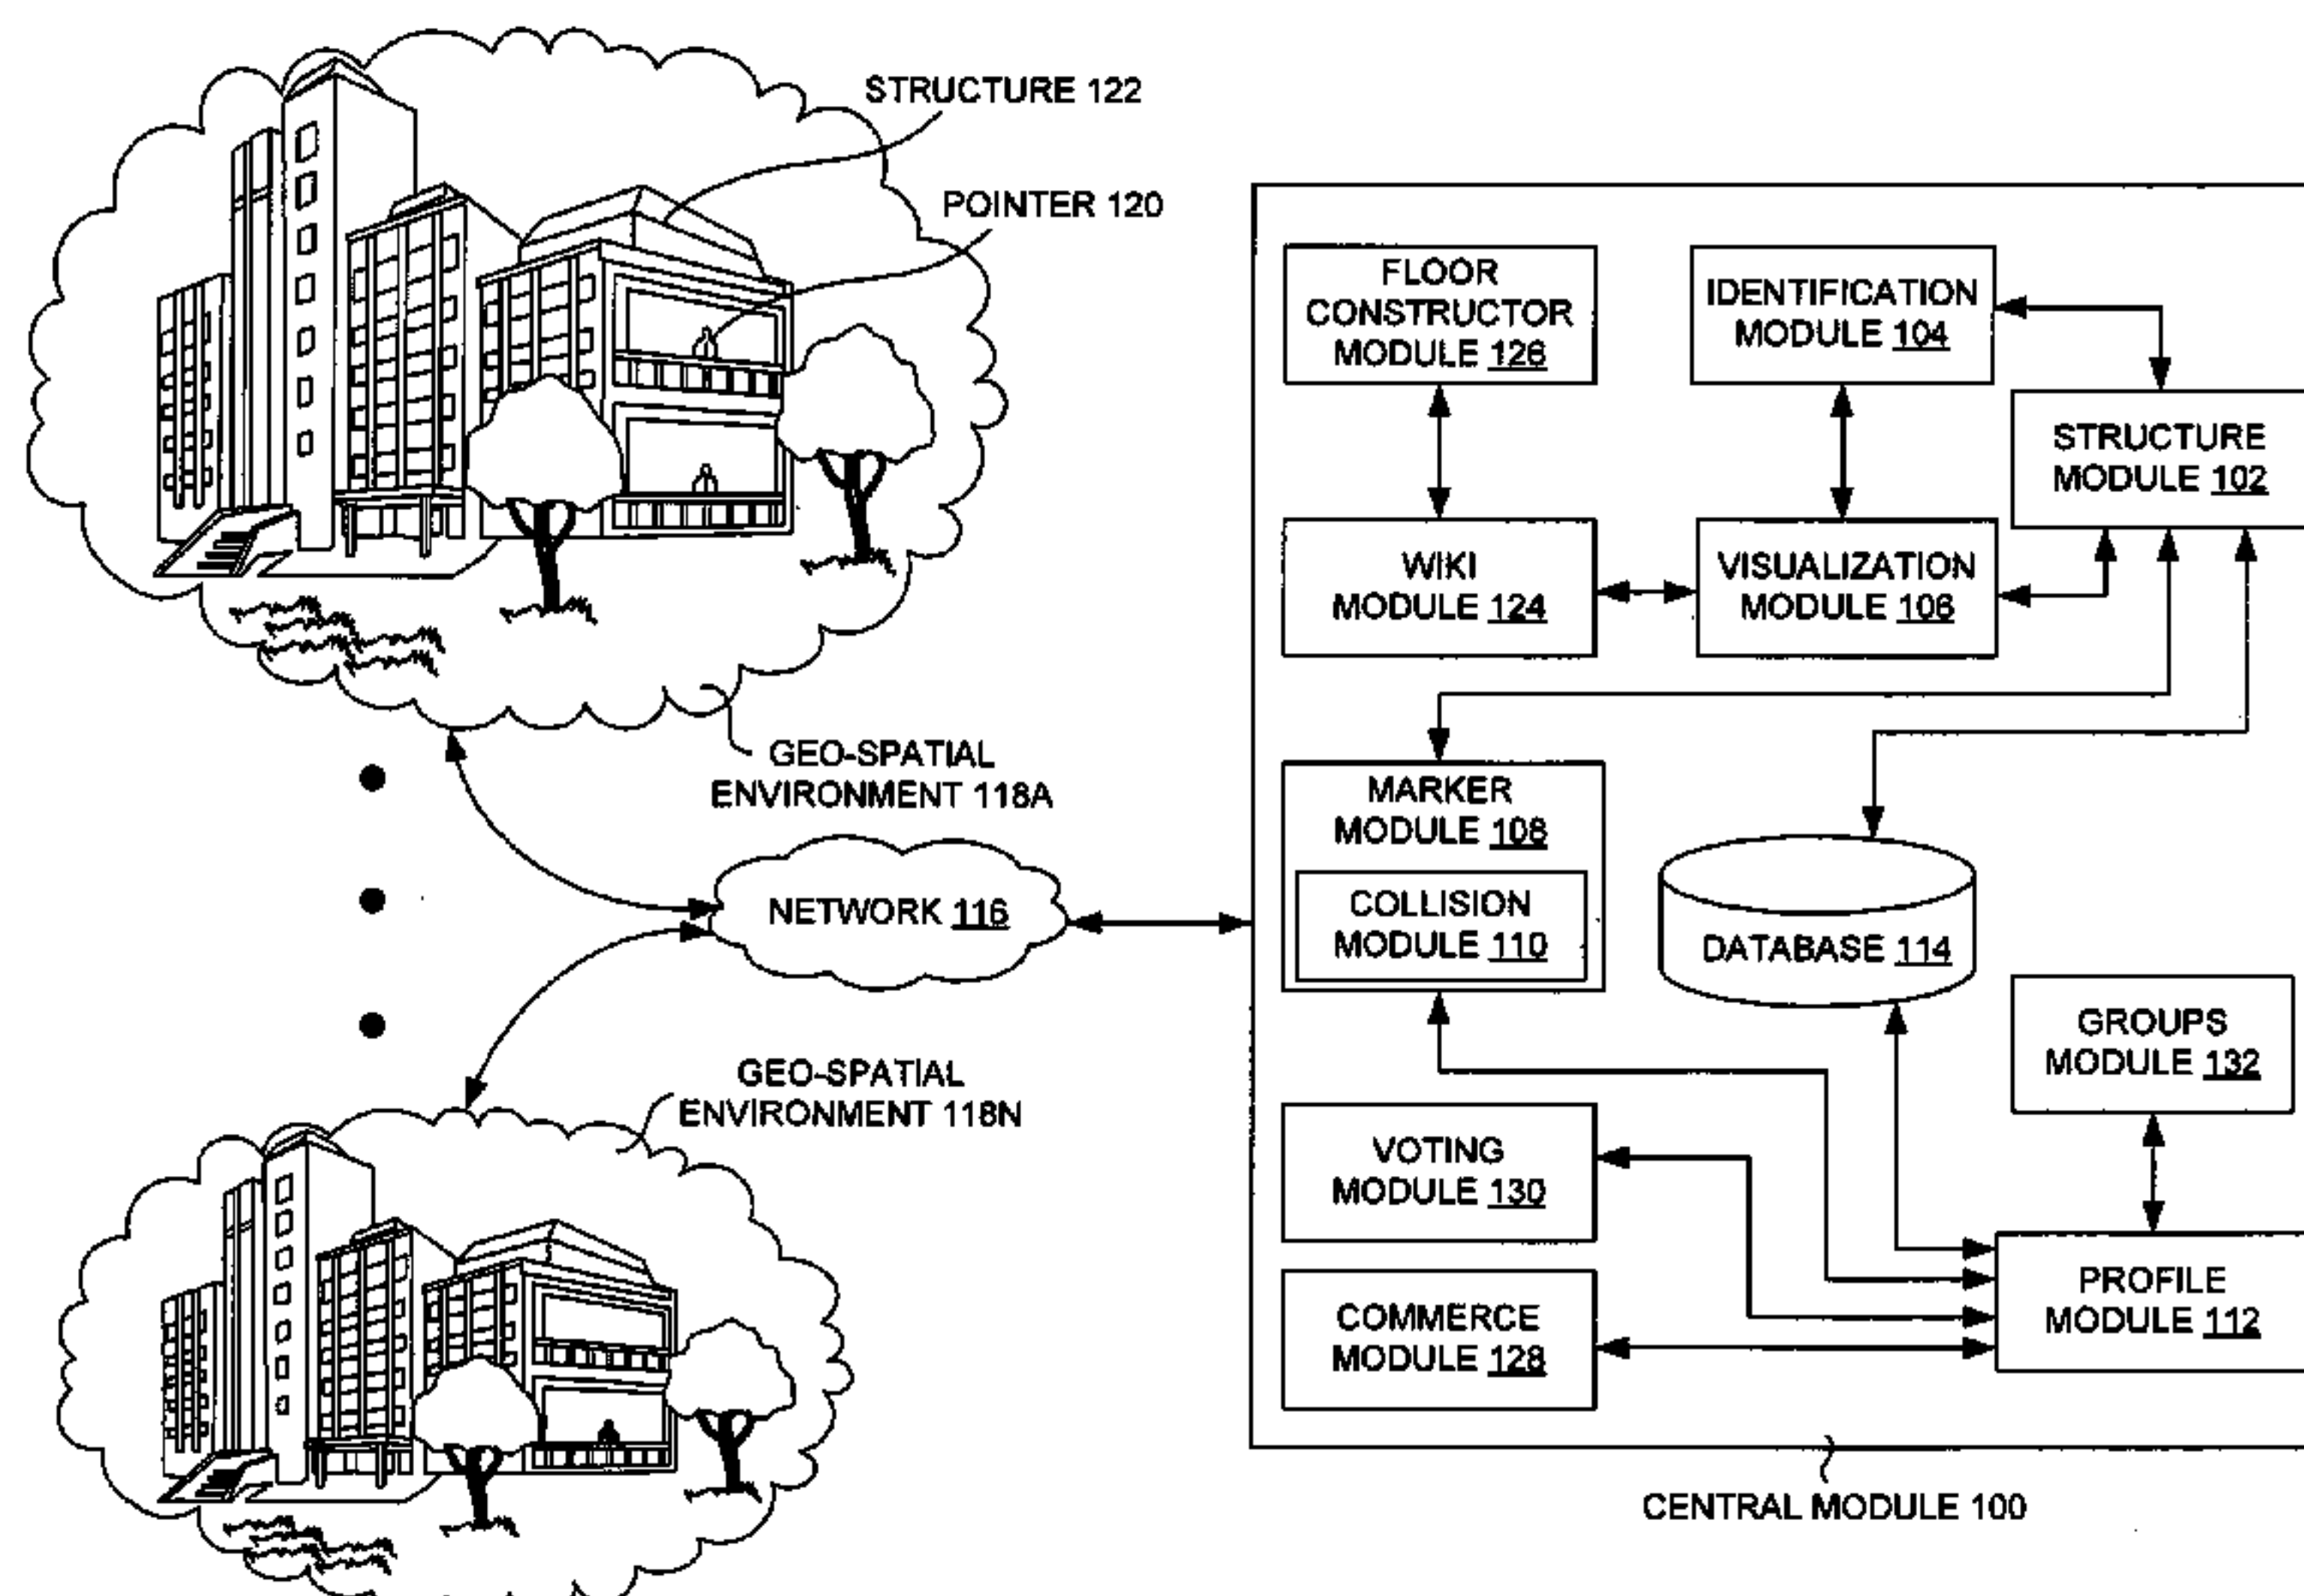 STRUCTURE 122
POINTER 120
GEO-SPATIAL
ENVIRONMENT 118A
NETWORK 116
GEO-SPATIAL
ENVIRONMENT 118N
FLOOR
CONSTRUCTOR
MODULE 126
IDENTIFICATION
MODULE 104
STRUCTURE
MODULE 102
WIKI
MODULE 124
VISUALIZATION
MODULE 106
MARKER
MODULE 108
COLLISION
MODULE 110
DATABASE 114
GROUPS
MODULE 132
VOTING
MODULE 130
PROFILE
MODULE 112
COMMERCE
MODULE 128
CENTRAL MODULE 100